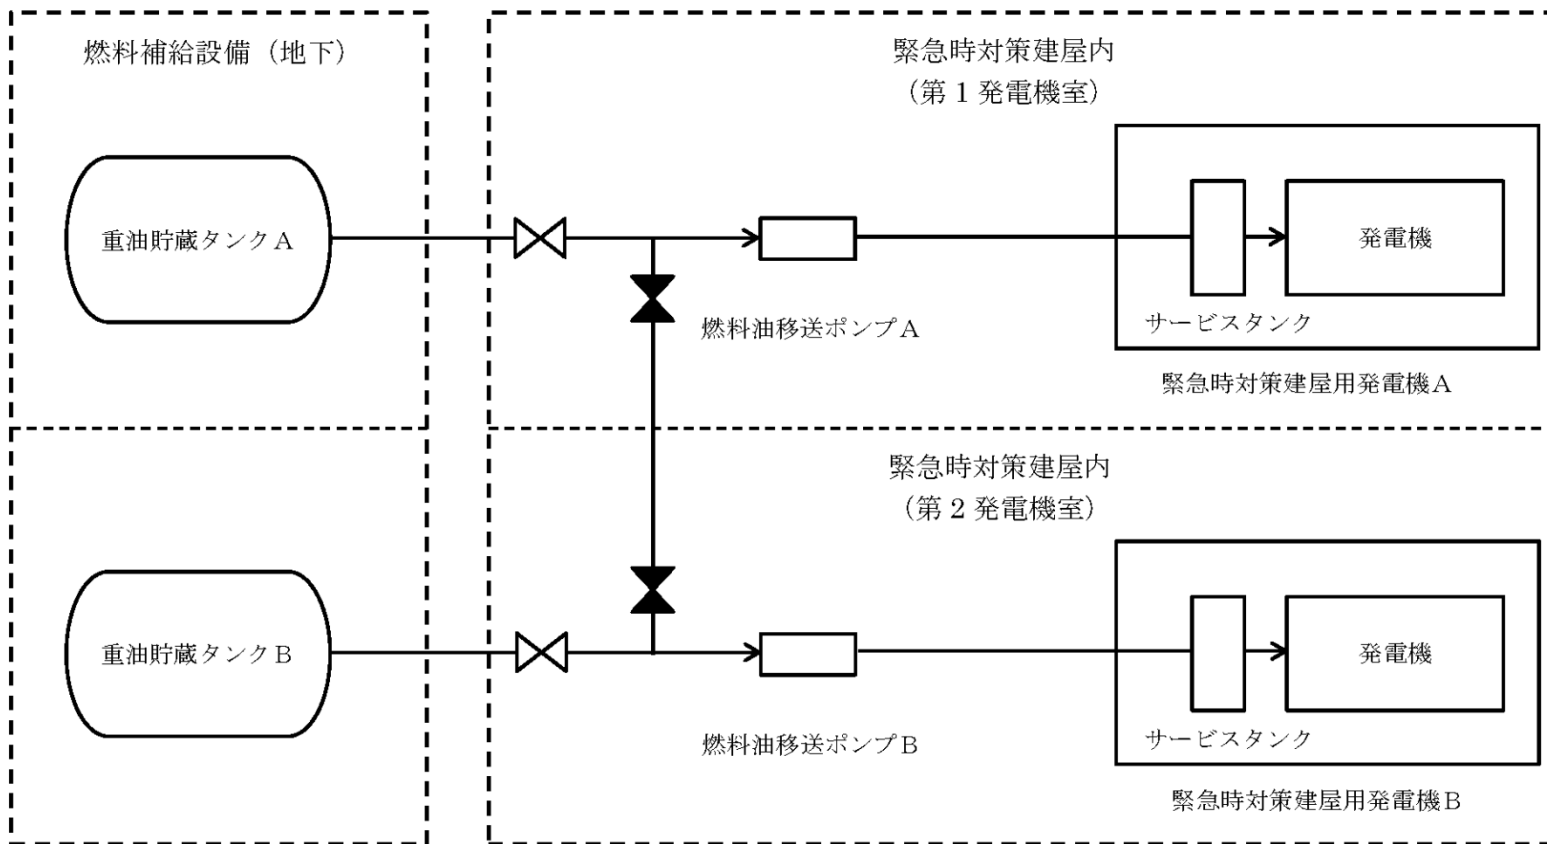 燃料補給設備（地下）
緊急時対策建屋内
（第１発電機室）
重油貯蔵タンクＡ
発電機
サービスタンク
燃料油移送ポンプＡ
緊急時対策建屋用発電機Ａ
緊急時対策建屋内
（第２発電機室）
重油貯蔵タンクＢ
発電機
サービスタンク
燃料油移送ポンプＢ
緊急時対策建屋用発電機Ｂ